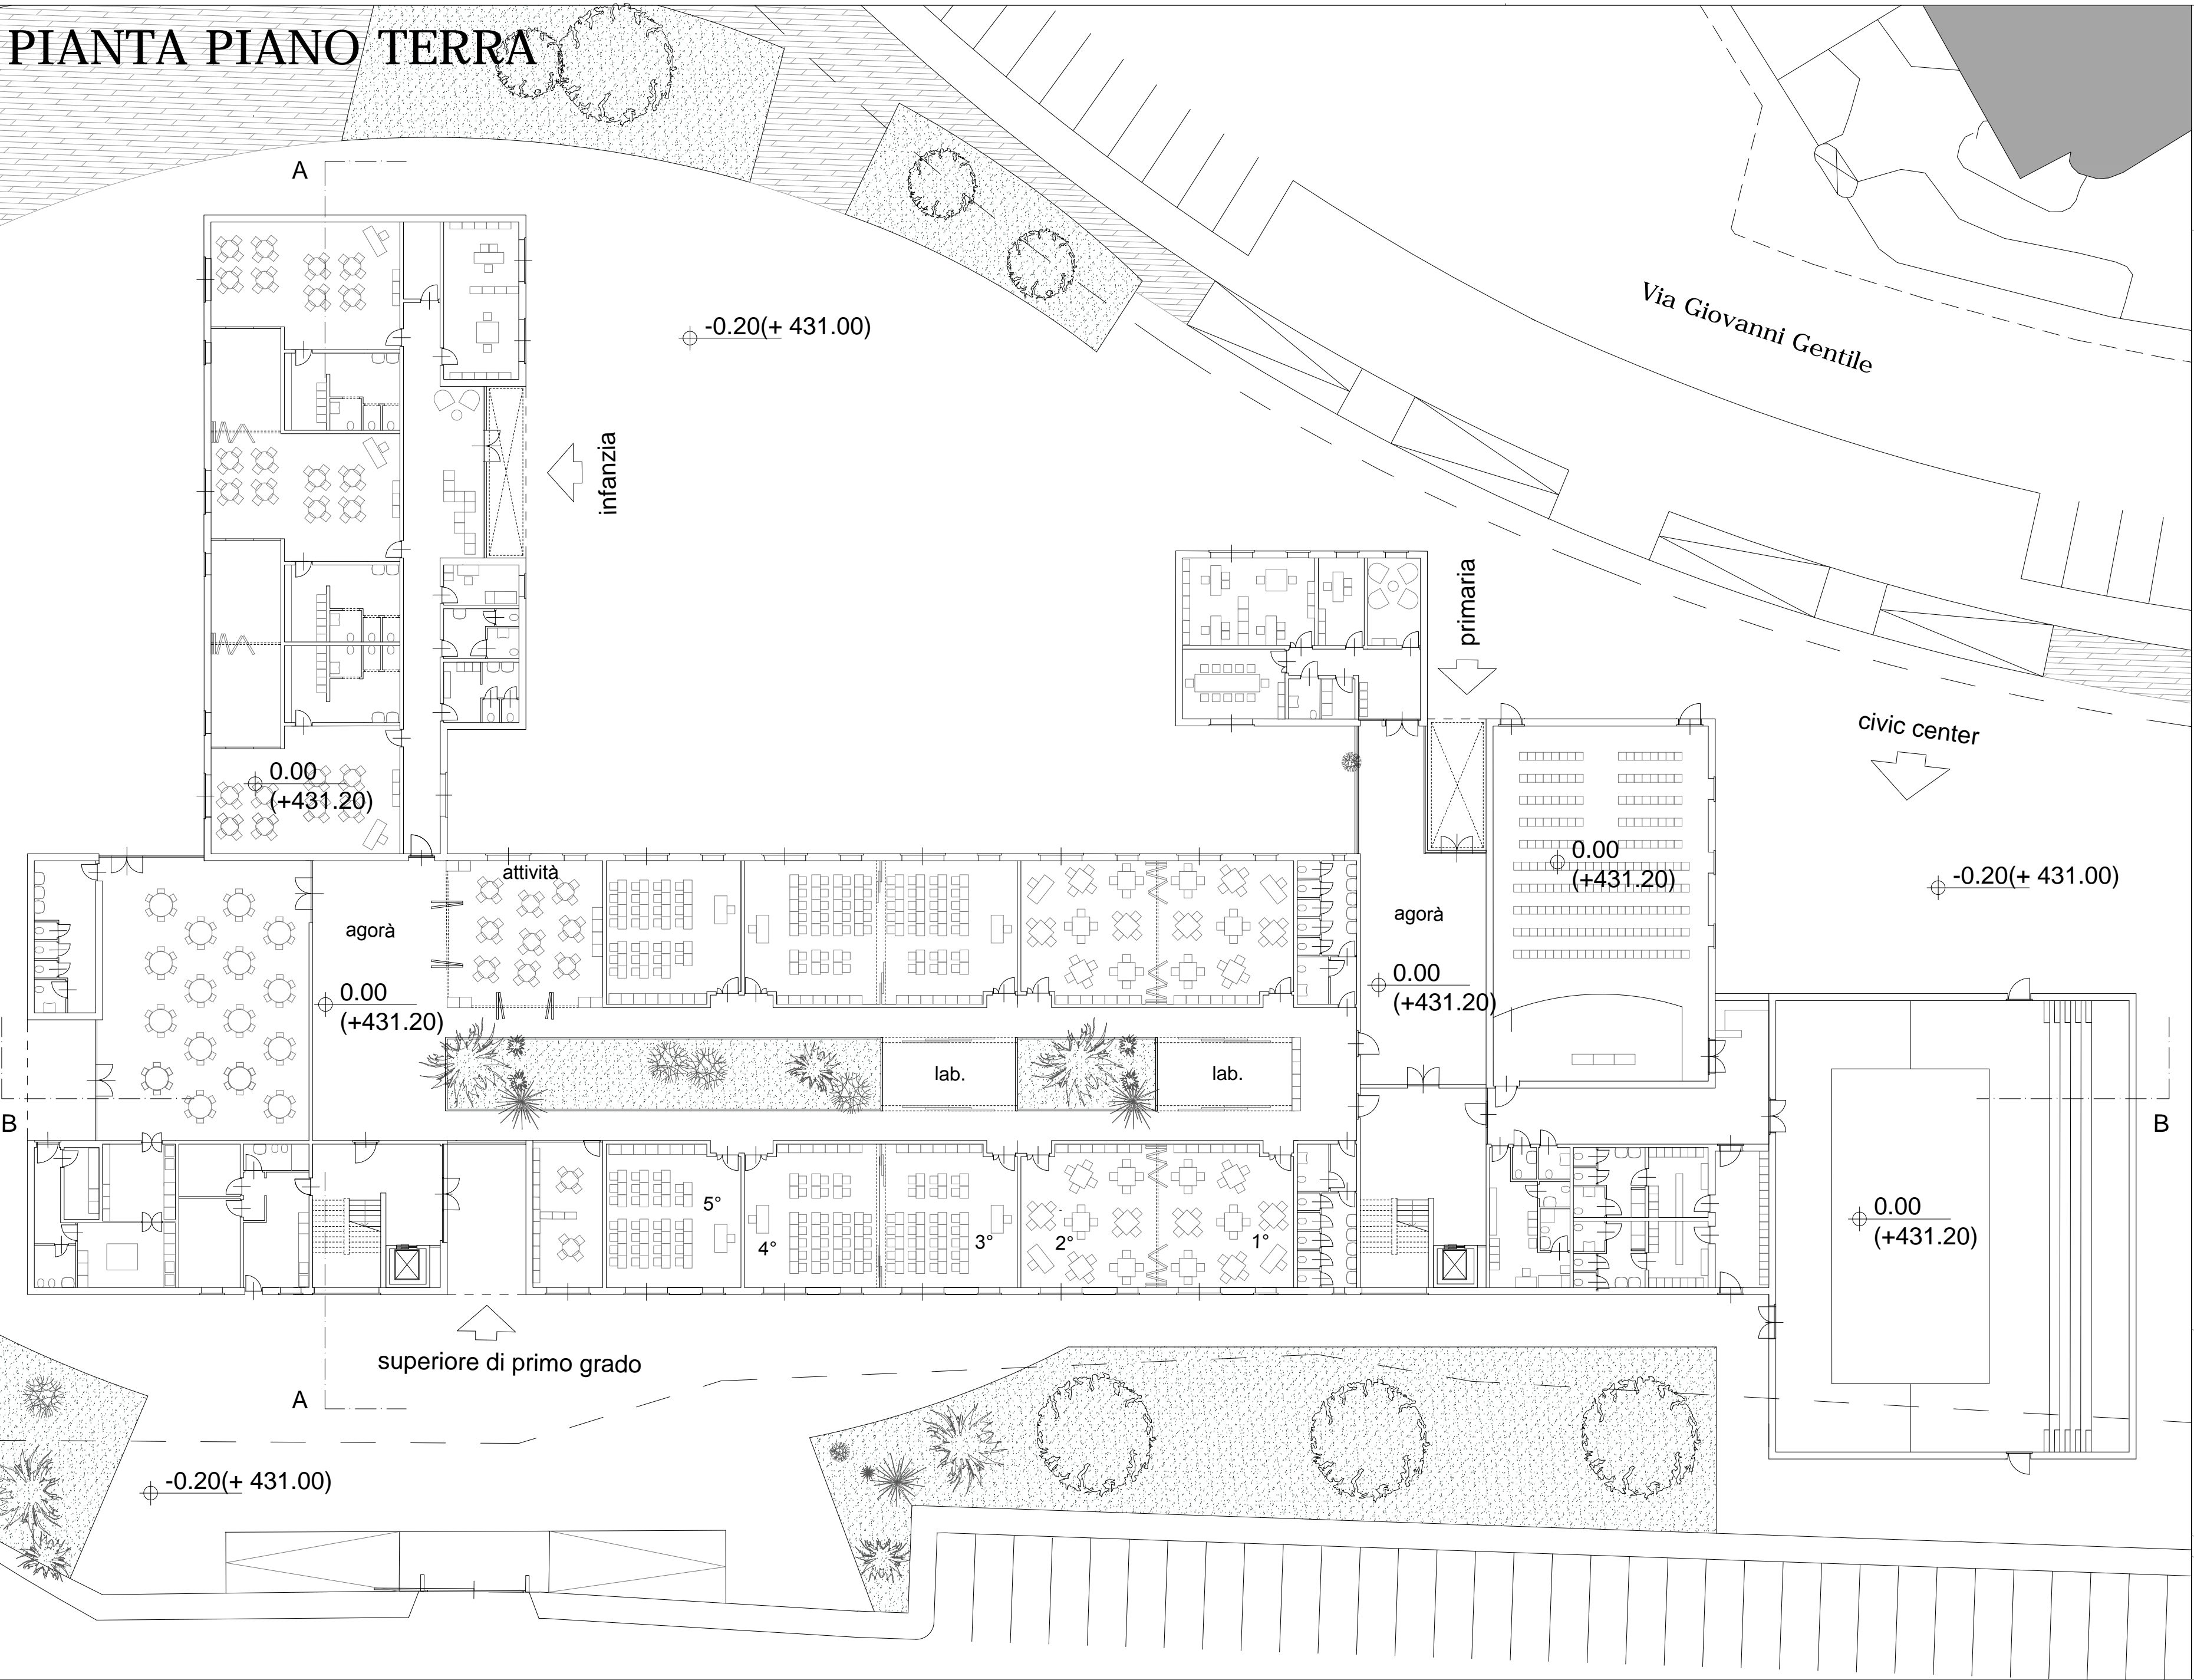 PIANTA PIANO TERRA
A
-0.20(+ 431.00)
Via Giovanni Gentile
infanzia
primaria
civic center
0.00
(+431.20)
0.00
(+431.20)
attività
-0.20(+ 431.00)
agorà
agorà
0.00
(+431.20)
0.00
(+431.20)
lab.
lab.
B
B
5°
4°
3°
2°
1°
0.00
(+431.20)
superiore di primo grado
A
-0.20(+ 431.00)